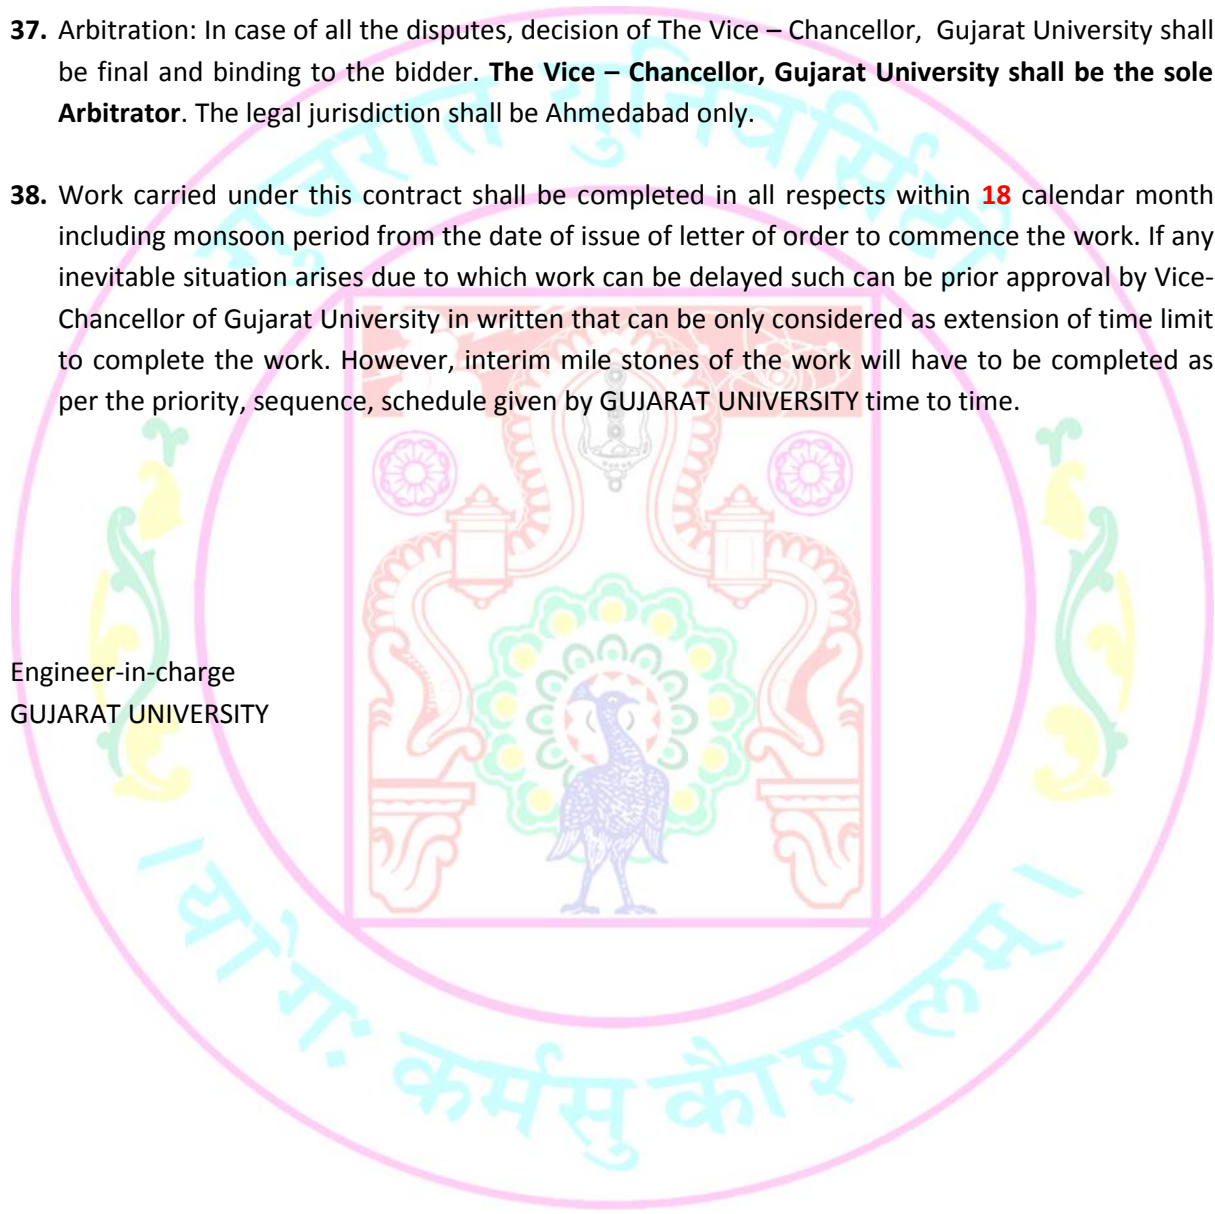 37. Arbitration: In case of all the disputes, decision of The Vice – Chancellor, Gujarat University shall
be final and binding to the bidder. The Vice – Chancellor, Gujarat University shall be the sole
Arbitrator. The legal jurisdiction shall be Ahmedabad only.
38. Work carried under this contract shall be completed in all respects within 18 calendar month
including monsoon period from the date of issue of letter of order to commence the work. If any
inevitable situation arises due to which work can be delayed such can be prior approval by Vice-
Chancellor of Gujarat University in written that can be only considered as extension of time limit
to complete the work. However, interim mile stones of the work will have to be completed as
per the priority, sequence, schedule given by GUJARAT UNIVERSITY time to time.
Engineer-in-charge
GUJARAT UNIVERSITY
गुजरात युनिवर्सिटी
। योगः कर्मसु कौशलम् ।